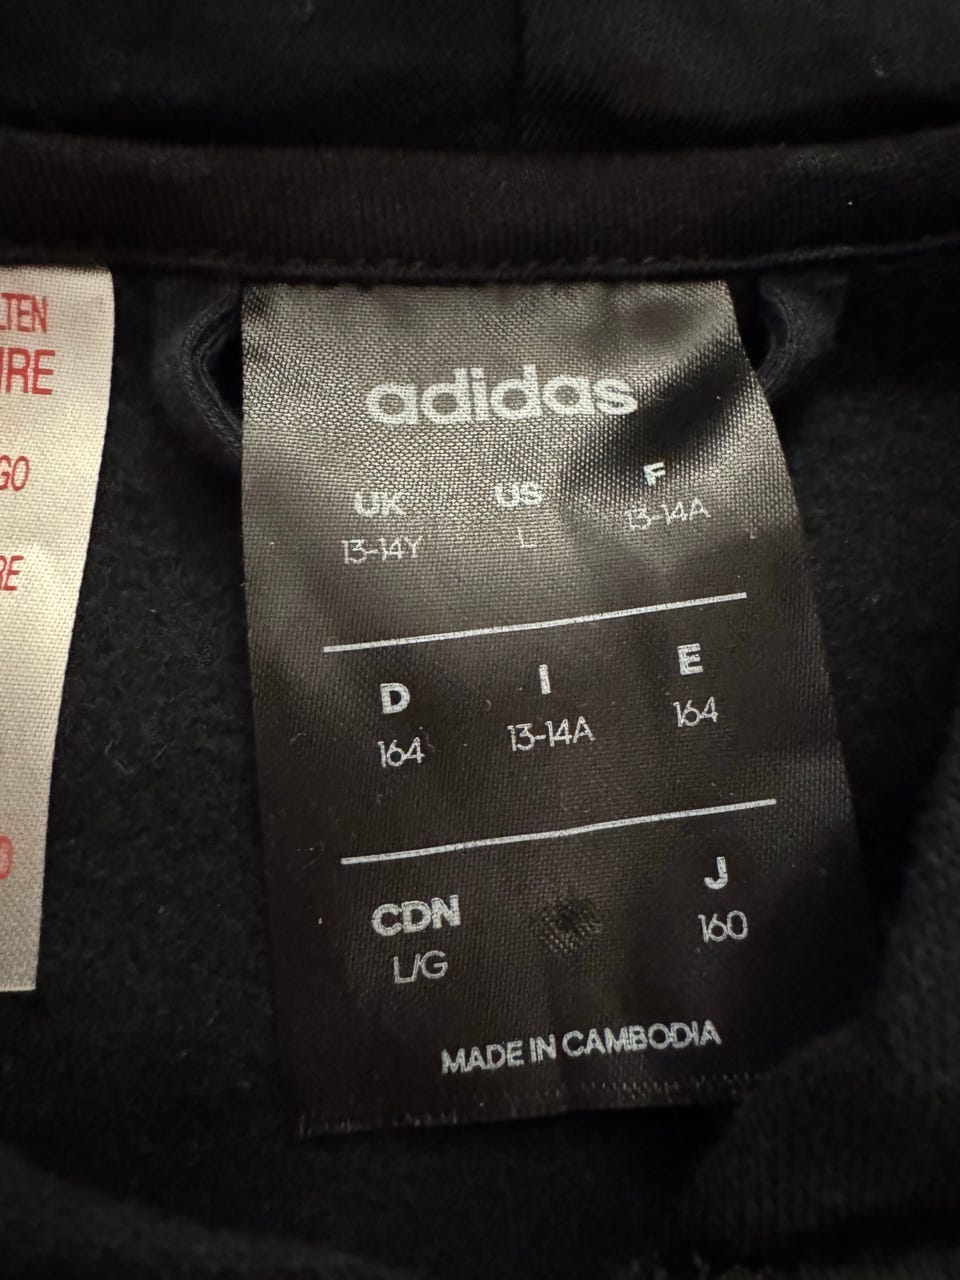 LTEN
IRE
GO
RE
adidas
UK US F
13-14Y L 13-14A
D I E
164 13-14A 164
CDN J
L/G 160
MADE IN CAMBODIA